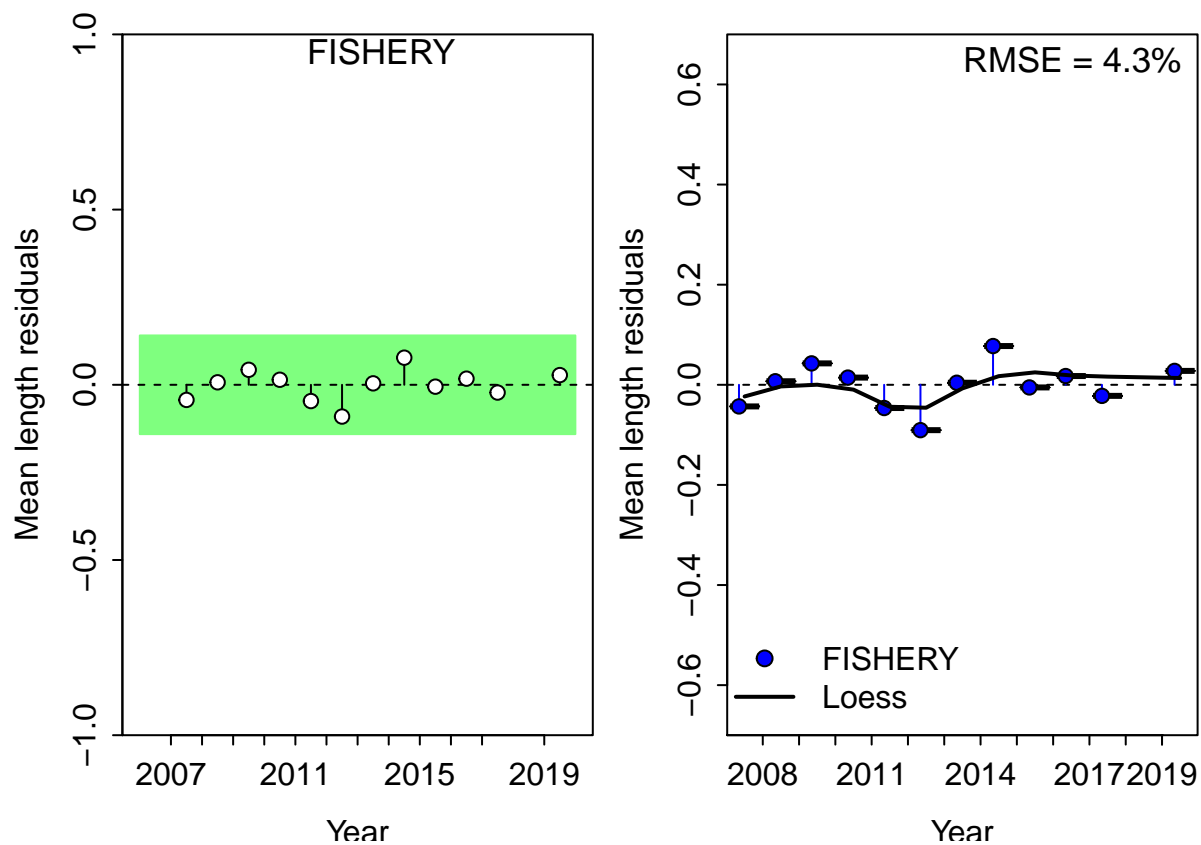 FISHERY
Mean length residuals
1.0
0.5
0.0
−0.5
−1.0
2007 2011 2015 2019
Year
RMSE = 4.3%
Mean length residuals
0.6
0.4
0.2
0.0
−0.2
−0.4
−0.6
FISHERY
Loess
2008 2011 2014 2017 2019
Year